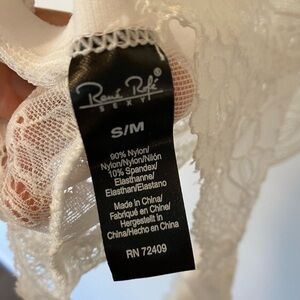 René Rofé®
SEXY
S/M
90% Nylon/
Nylon/Nylon/Nilón
10% Spandex/
Elasthanne/
Elasthan/Elastano
Made in China/
Fabriqué en Chine/
Hergestellt in
China/Hecho en China
RN 72409